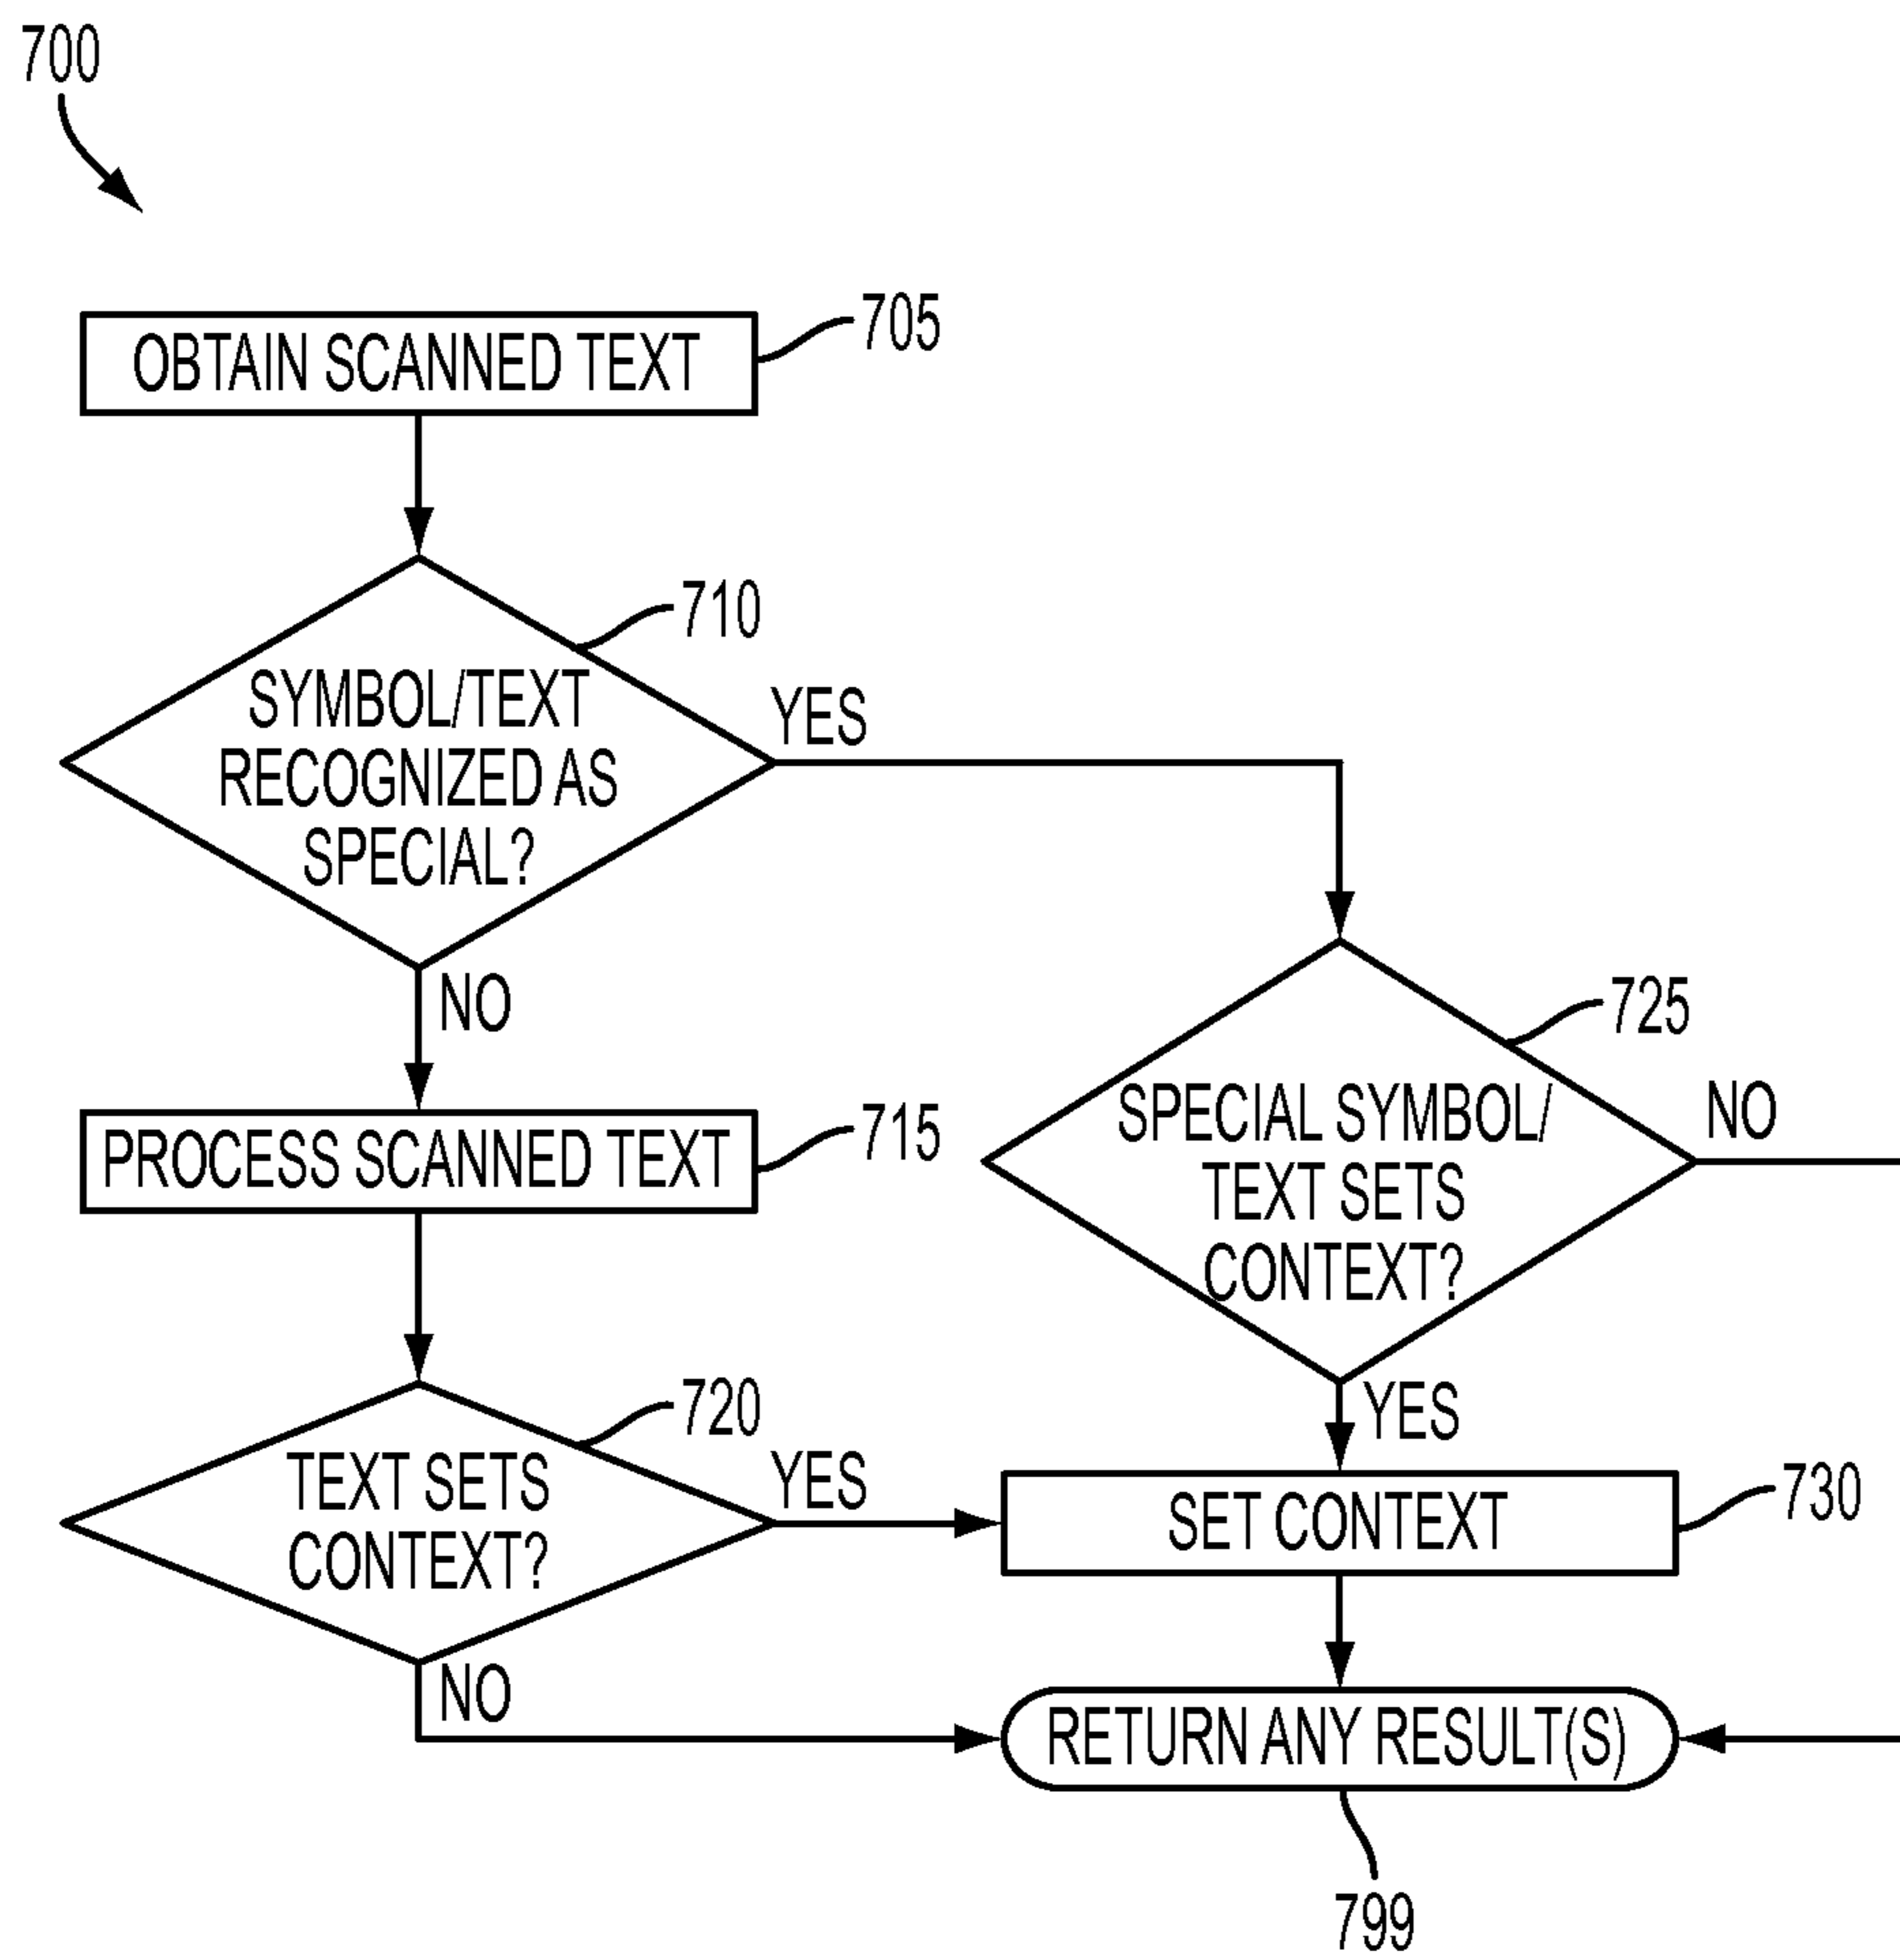 700
OBTAIN SCANNED TEXT
705
710
SYMBOL/TEXT
RECOGNIZED AS
SPECIAL?
YES
NO
PROCESS SCANNED TEXT
715
725
SPECIAL SYMBOL/
TEXT SETS
CONTEXT?
NO
YES
720
TEXT SETS
CONTEXT?
YES
NO
SET CONTEXT
730
RETURN ANY RESULT(S)
799